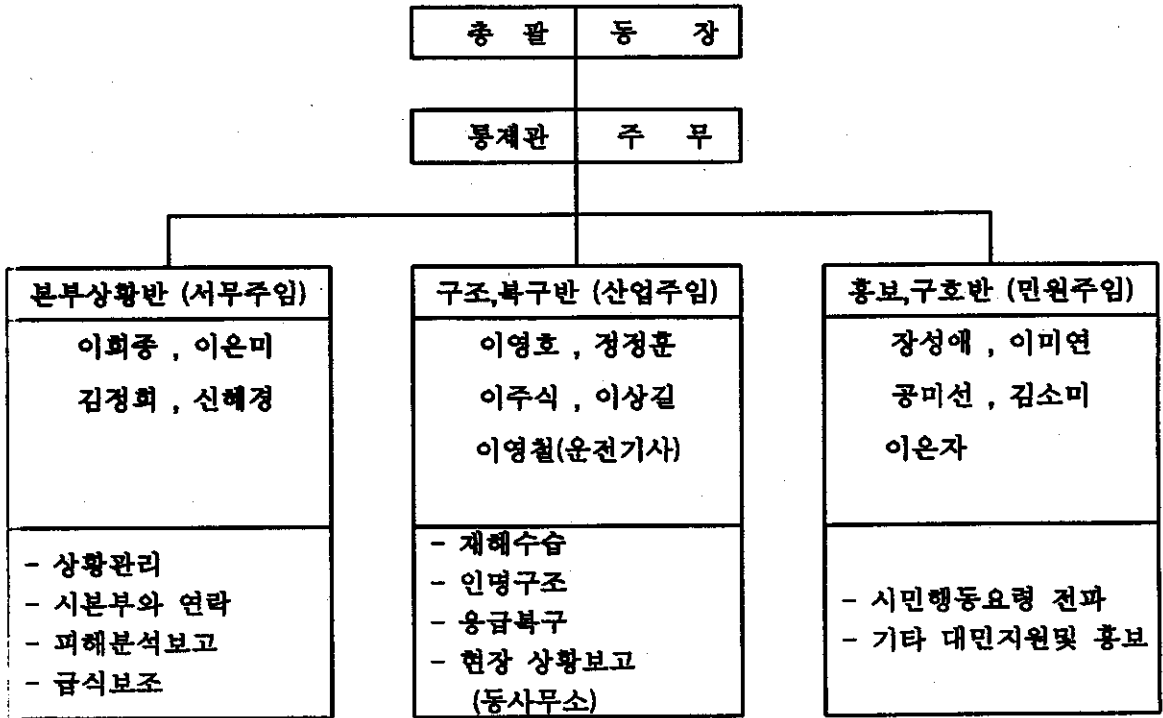 총 괄 동 장
통제관 주 무
본부상황반 (서무주임)
이희종 , 이은미
김정희 , 신혜경
- 상황관리
- 시본부와 연락
- 피해분석보고
- 급식보조
구조,복구반 (산업주임)
이영호 , 정정훈
이주식 , 이상길
이영철(운전기사)
- 재해수습
- 인명구조
- 응급복구
- 현장 상황보고
(동사무소)
홍보,구호반 (민원주임)
장성애 , 이미연
공미선 , 김소미
이은자
- 시민행동요령 전파
- 기타 대민지원및 홍보